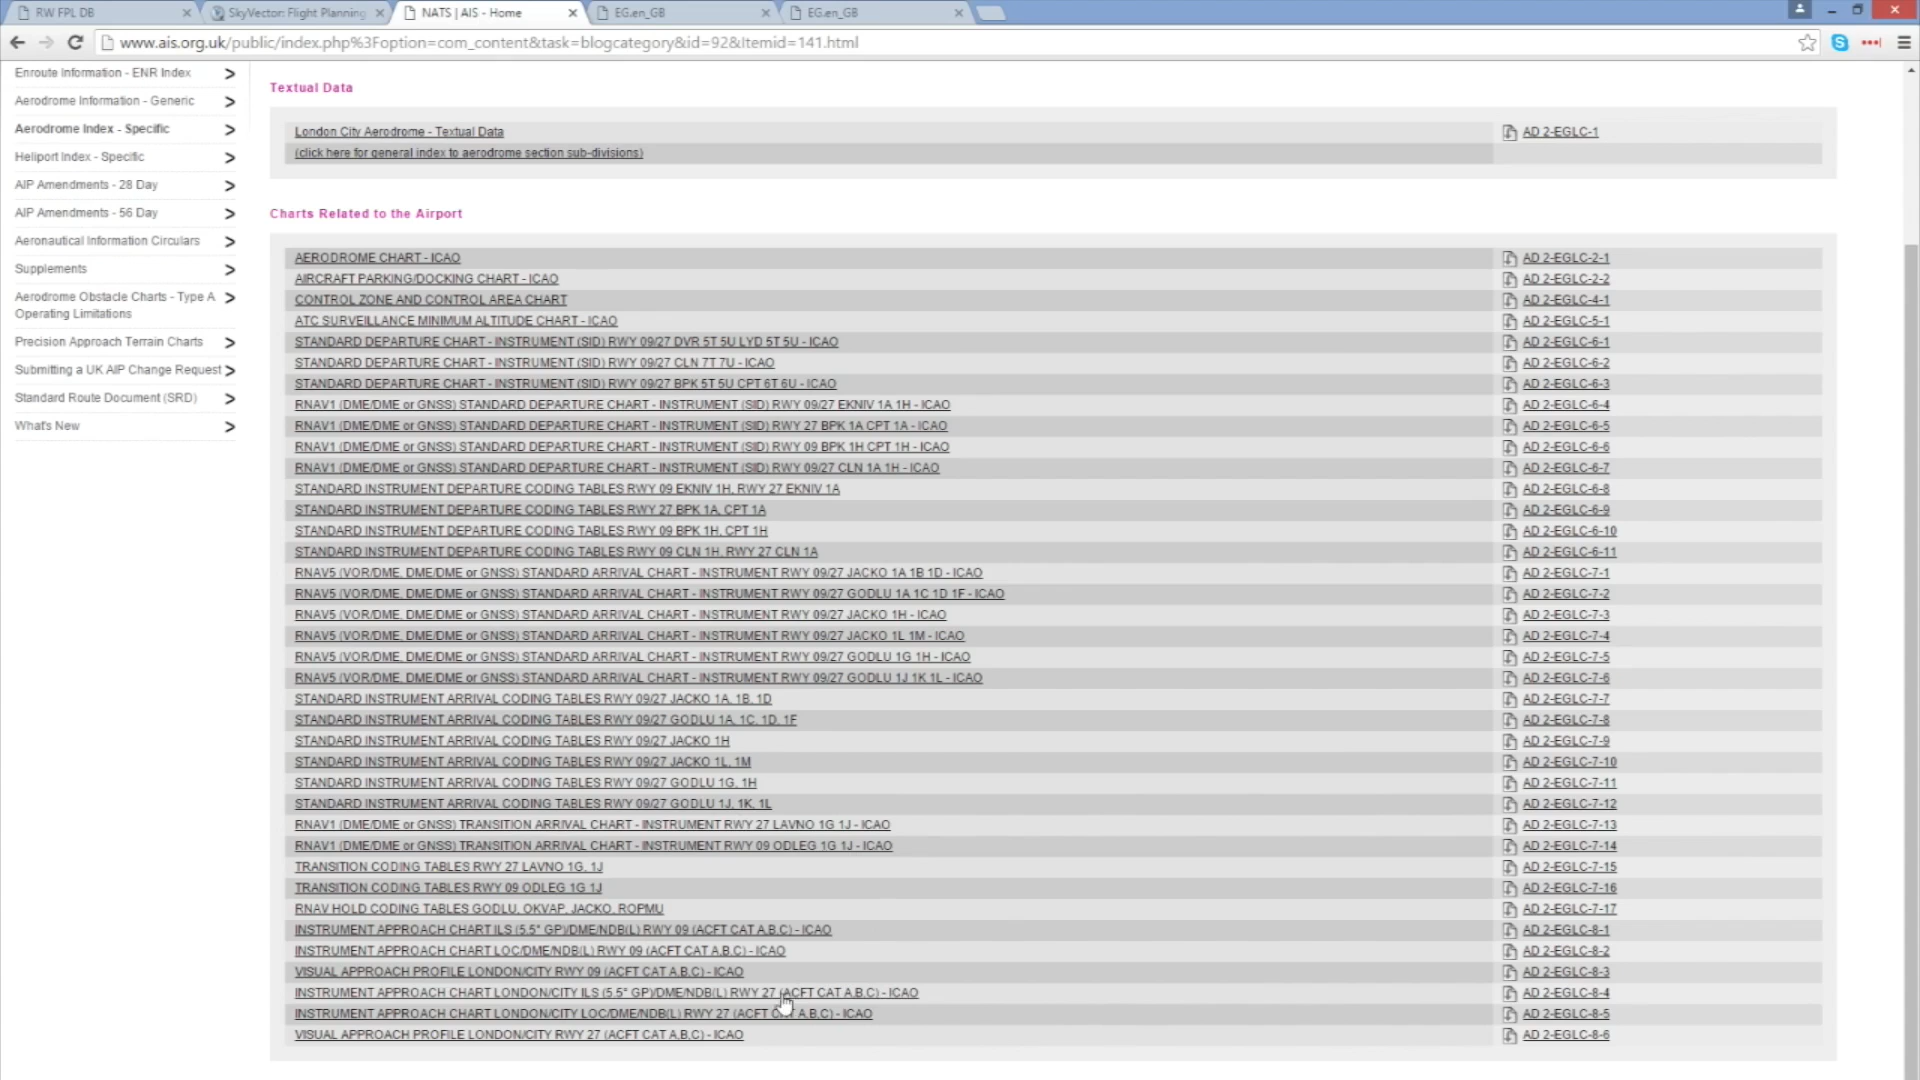 RW FPL DB
SkyVector: Flight Planning
NATS | AIS - Home
EG.en_GB
EG.en_GB
www.ais.org.uk/public/index.php%3Foption=com_content&task=blogcategory&id=92&Itemid=141.html
Enroute Information - ENR Index
Aerodrome Information - Generic
Aerodrome Index - Specific
Heliport Index - Specific
AIP Amendments - 28 Day
AIP Amendments - 56 Day
Aeronautical Information Circulars
Supplements
Aerodrome Obstacle Charts - Type A
Operating Limitations
Precision Approach Terrain Charts
Submitting a UK AIP Change Request
Standard Route Document (SRD)
What's New
Textual Data
London City Aerodrome - Textual Data AD 2-EGLC-1
(click here for general index to aerodrome section sub-divisions)
Charts Related to the Airport
AERODROME CHART - ICAO AD 2-EGLC-2-1
AIRCRAFT PARKING/DOCKING CHART - ICAO AD 2-EGLC-2-2
CONTROL ZONE AND CONTROL AREA CHART AD 2-EGLC-4-1
ATC SURVEILLANCE MINIMUM ALTITUDE CHART - ICAO AD 2-EGLC-5-1
STANDARD DEPARTURE CHART - INSTRUMENT (SID) RWY 09/27 DVR 5T 5U LYD 5T 5U - ICAO AD 2-EGLC-6-1
STANDARD DEPARTURE CHART - INSTRUMENT (SID) RWY 09/27 CLN 7T 7U - ICAO AD 2-EGLC-6-2
STANDARD DEPARTURE CHART - INSTRUMENT (SID) RWY 09/27 BPK 5T 5U CPT 6T 6U - ICAO AD 2-EGLC-6-3
RNAV1 (DME/DME or GNSS) STANDARD DEPARTURE CHART - INSTRUMENT (SID) RWY 09/27 EKNIV 1A 1H - ICAO AD 2-EGLC-6-4
RNAV1 (DME/DME or GNSS) STANDARD DEPARTURE CHART - INSTRUMENT (SID) RWY 27 BPK 1A CPT 1A - ICAO AD 2-EGLC-6-5
RNAV1 (DME/DME or GNSS) STANDARD DEPARTURE CHART - INSTRUMENT (SID) RWY 09 BPK 1H CPT 1H - ICAO AD 2-EGLC-6-6
RNAV1 (DME/DME or GNSS) STANDARD DEPARTURE CHART - INSTRUMENT (SID) RWY 09/27 CLN 1A 1H - ICAO AD 2-EGLC-6-7
STANDARD INSTRUMENT DEPARTURE CODING TABLES RWY 09 EKNIV 1H, RWY 27 EKNIV 1A AD 2-EGLC-6-8
STANDARD INSTRUMENT DEPARTURE CODING TABLES RWY 27 BPK 1A, CPT 1A AD 2-EGLC-6-9
STANDARD INSTRUMENT DEPARTURE CODING TABLES RWY 09 BPK 1H, CPT 1H AD 2-EGLC-6-10
STANDARD INSTRUMENT DEPARTURE CODING TABLES RWY 09 CLN 1H, RWY 27 CLN 1A AD 2-EGLC-6-11
RNAV5 (VOR/DME, DME/DME or GNSS) STANDARD ARRIVAL CHART - INSTRUMENT RWY 09/27 JACKO 1A 1B 1D - ICAO AD 2-EGLC-7-1
RNAV5 (VOR/DME, DME/DME or GNSS) STANDARD ARRIVAL CHART - INSTRUMENT RWY 09/27 GODLU 1A 1C 1D 1F - ICAO AD 2-EGLC-7-2
RNAV5 (VOR/DME, DME/DME or GNSS) STANDARD ARRIVAL CHART - INSTRUMENT RWY 09/27 JACKO 1H - ICAO AD 2-EGLC-7-3
RNAV5 (VOR/DME, DME/DME or GNSS) STANDARD ARRIVAL CHART - INSTRUMENT RWY 09/27 JACKO 1L 1M - ICAO AD 2-EGLC-7-4
RNAV5 (VOR/DME, DME/DME or GNSS) STANDARD ARRIVAL CHART - INSTRUMENT RWY 09/27 GODLU 1G 1H - ICAO AD 2-EGLC-7-5
RNAV5 (VOR/DME, DME/DME or GNSS) STANDARD ARRIVAL CHART - INSTRUMENT RWY 09/27 GODLU 1J 1K 1L - ICAO AD 2-EGLC-7-6
STANDARD INSTRUMENT ARRIVAL CODING TABLES RWY 09/27 JACKO 1A, 1B, 1D AD 2-EGLC-7-7
STANDARD INSTRUMENT ARRIVAL CODING TABLES RWY 09/27 GODLU 1A, 1C, 1D, 1F AD 2-EGLC-7-8
STANDARD INSTRUMENT ARRIVAL CODING TABLES RWY 09/27 JACKO 1H AD 2-EGLC-7-9
STANDARD INSTRUMENT ARRIVAL CODING TABLES RWY 09/27 JACKO 1L, 1M AD 2-EGLC-7-10
STANDARD INSTRUMENT ARRIVAL CODING TABLES RWY 09/27 GODLU 1G, 1H AD 2-EGLC-7-11
STANDARD INSTRUMENT ARRIVAL CODING TABLES RWY 09/27 GODLU 1J, 1K, 1L AD 2-EGLC-7-12
RNAV1 (DME/DME or GNSS) TRANSITION ARRIVAL CHART - INSTRUMENT RWY 27 LAVNO 1G 1J - ICAO AD 2-EGLC-7-13
RNAV1 (DME/DME or GNSS) TRANSITION ARRIVAL CHART - INSTRUMENT RWY 09 ODLEG 1G 1J - ICAO AD 2-EGLC-7-14
TRANSITION CODING TABLES RWY 27 LAVNO 1G, 1J AD 2-EGLC-7-15
TRANSITION CODING TABLES RWY 09 ODLEG 1G 1J AD 2-EGLC-7-16
RNAV HOLD CODING TABLES GODLU, OKVAP, JACKO, ROPMU AD 2-EGLC-7-17
INSTRUMENT APPROACH CHART ILS (5.5° GP)/DME/NDB(L) RWY 09 (ACFT CAT A,B,C) - ICAO AD 2-EGLC-8-1
INSTRUMENT APPROACH CHART LOC/DME/NDB(L) RWY 09 (ACFT CAT A,B,C) - ICAO AD 2-EGLC-8-2
VISUAL APPROACH PROFILE LONDON/CITY RWY 09 (ACFT CAT A,B,C) - ICAO AD 2-EGLC-8-3
INSTRUMENT APPROACH CHART LONDON/CITY ILS (5.5° GP)/DME/NDB(L) RWY 27 (ACFT CAT A,B,C) - ICAO AD 2-EGLC-8-4
INSTRUMENT APPROACH CHART LONDON/CITY LOC/DME/NDB(L) RWY 27 (ACFT CAT A,B,C) - ICAO AD 2-EGLC-8-5
VISUAL APPROACH PROFILE LONDON/CITY RWY 27 (ACFT CAT A,B,C) - ICAO AD 2-EGLC-8-6